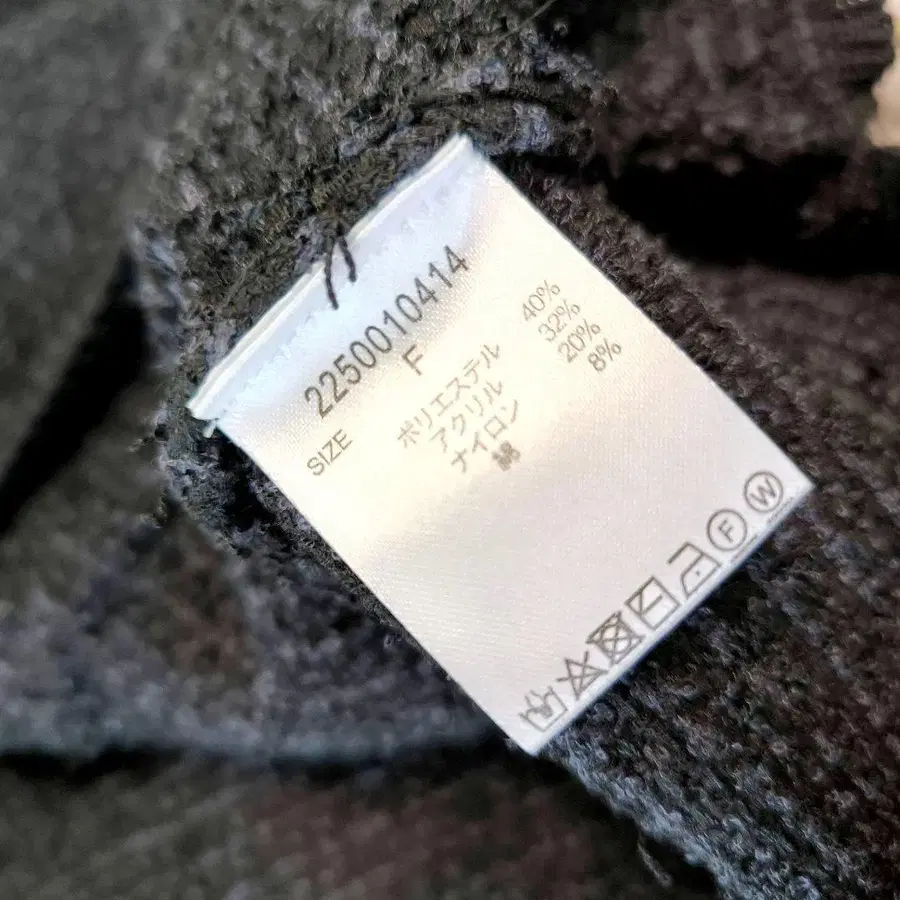 2250010414
SIZE F
ポリエステル 40%
アクリル 32%
ナイロン 20%
綿 8%
F W